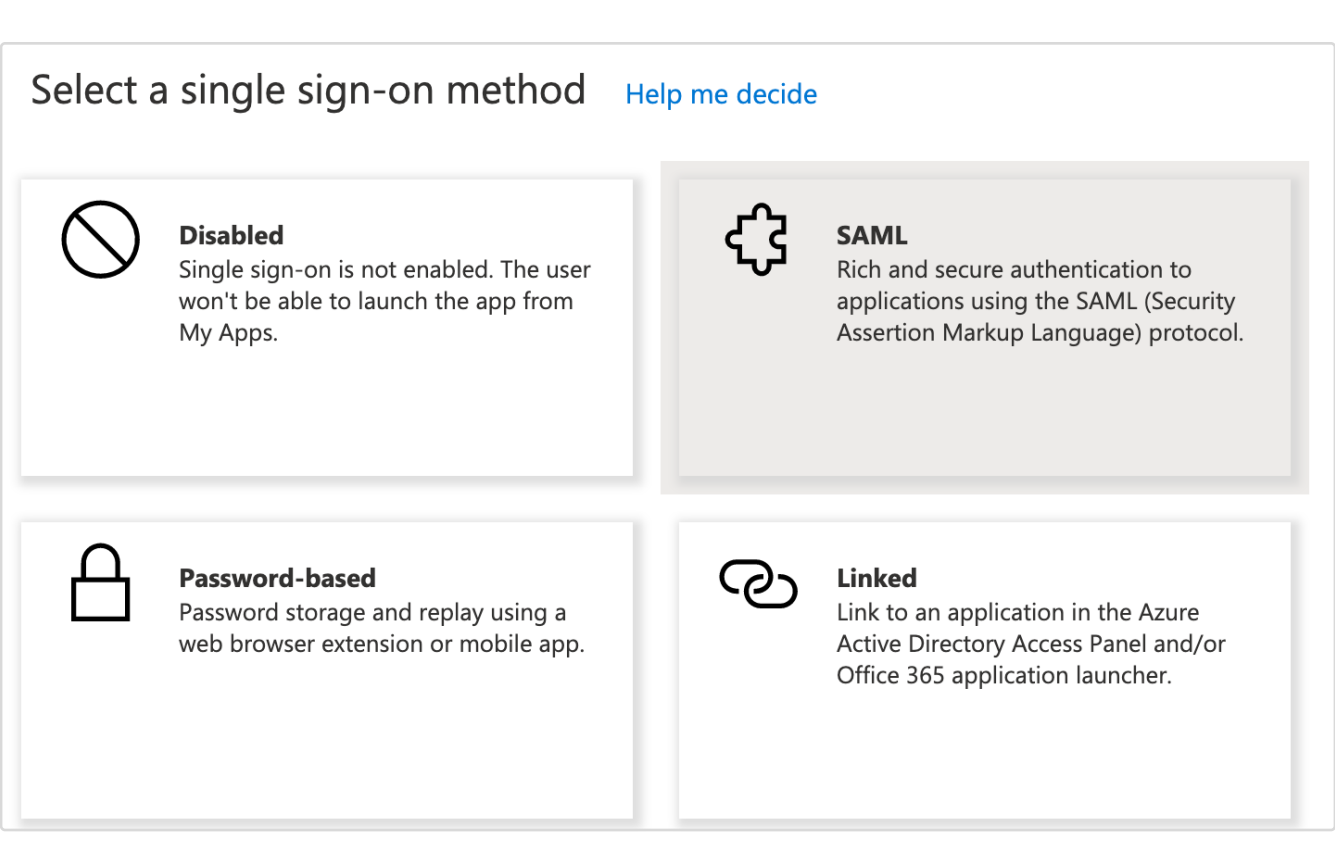 Select a single sign-on method Help me decide
Disabled
Single sign-on is not enabled. The user
won't be able to launch the app from
My Apps.
SAML
Rich and secure authentication to
applications using the SAML (Security
Assertion Markup Language) protocol.
Password-based
Password storage and replay using a
web browser extension or mobile app.
Linked
Link to an application in the Azure
Active Directory Access Panel and/or
Office 365 application launcher.